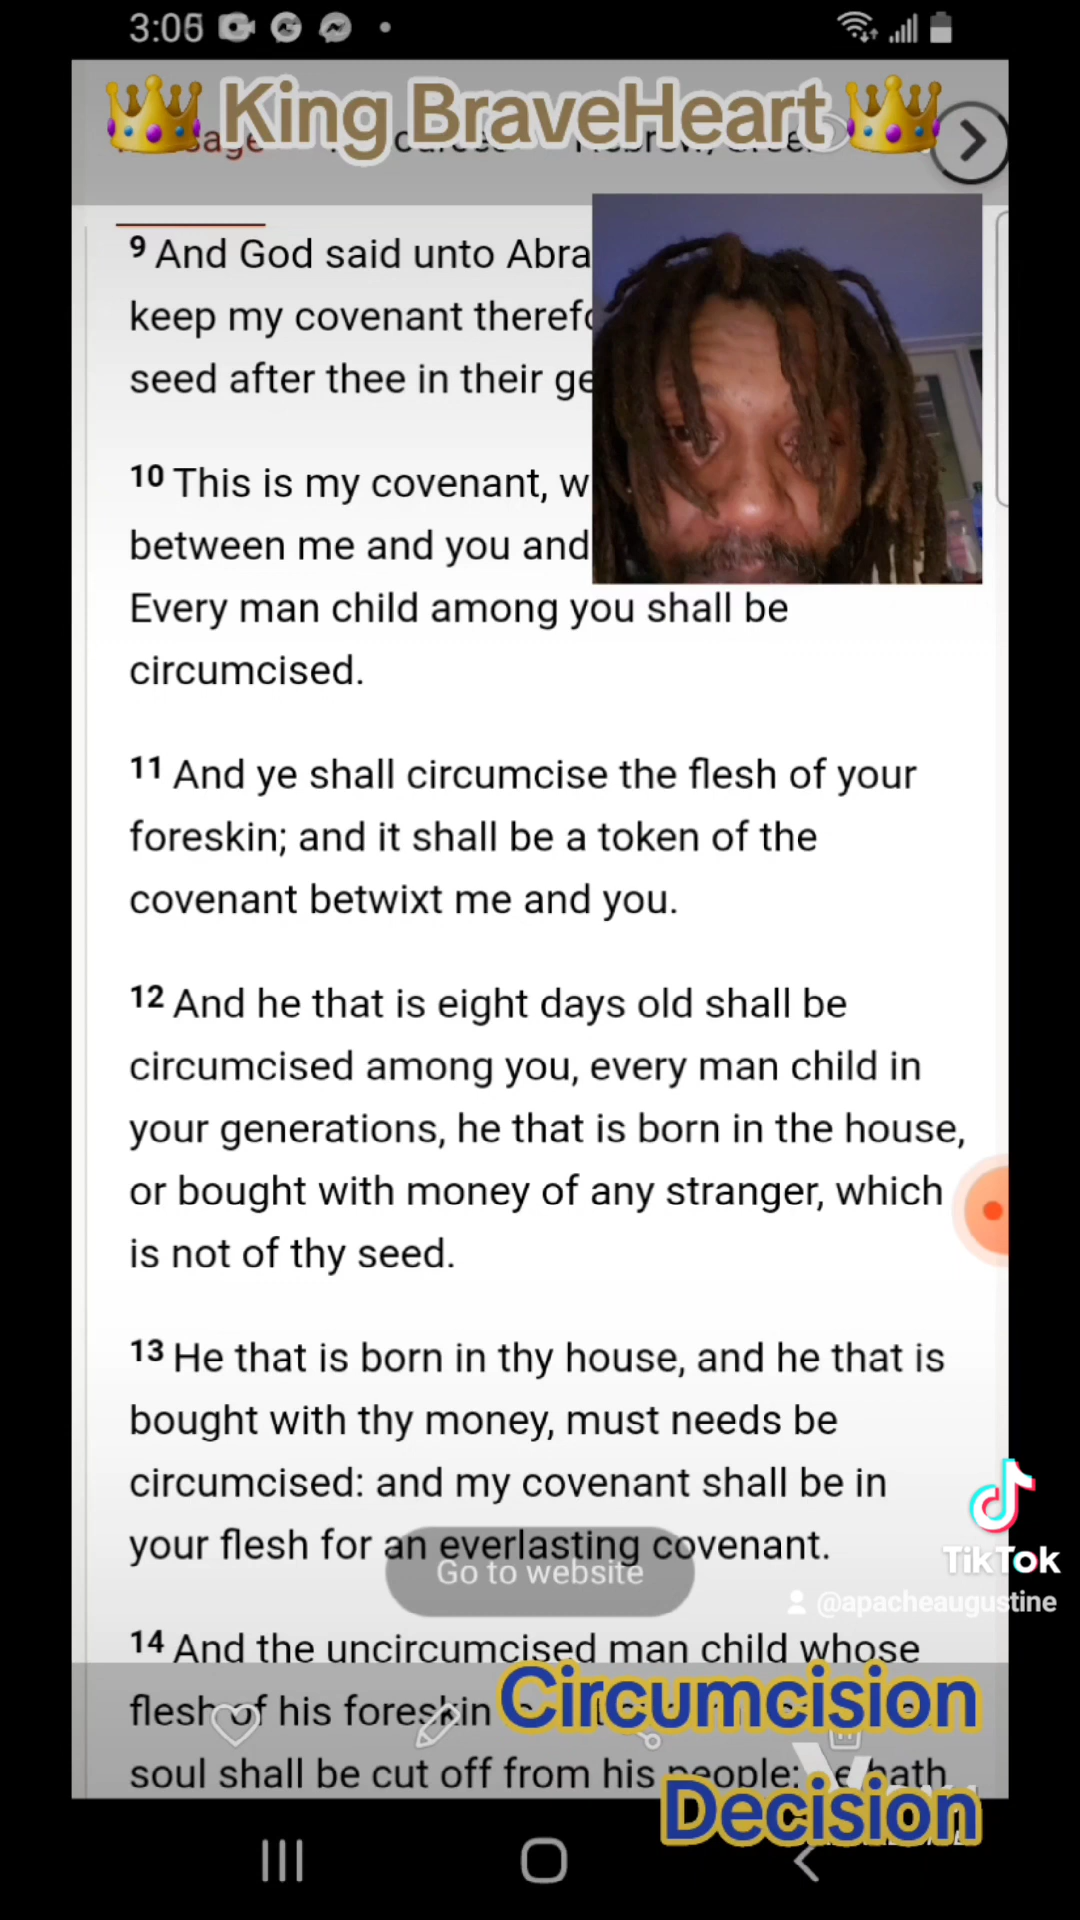 3:05
King BraveHeart
9 And God said unto Abra
keep my covenant therefo
seed after thee in their ge
10 This is my covenant, w
between me and you and
Every man child among you shall be
circumcised.
11 And ye shall circumcise the flesh of your
foreskin; and it shall be a token of the
covenant betwixt me and you.
12 And he that is eight days old shall be
circumcised among you, every man child in
your generations, he that is born in the house,
or bought with money of any stranger, which
is not of thy seed.
13 He that is born in thy house, and he that is
bought with thy money, must needs be
circumcised: and my covenant shall be in
your flesh for an everlasting covenant.
Go to website
TikTok
@apacheaugustine
14 And the uncircumcised man child whose
flesh of his foreskin
Circumcision
soul shall be cut off from his people; hath
Decision